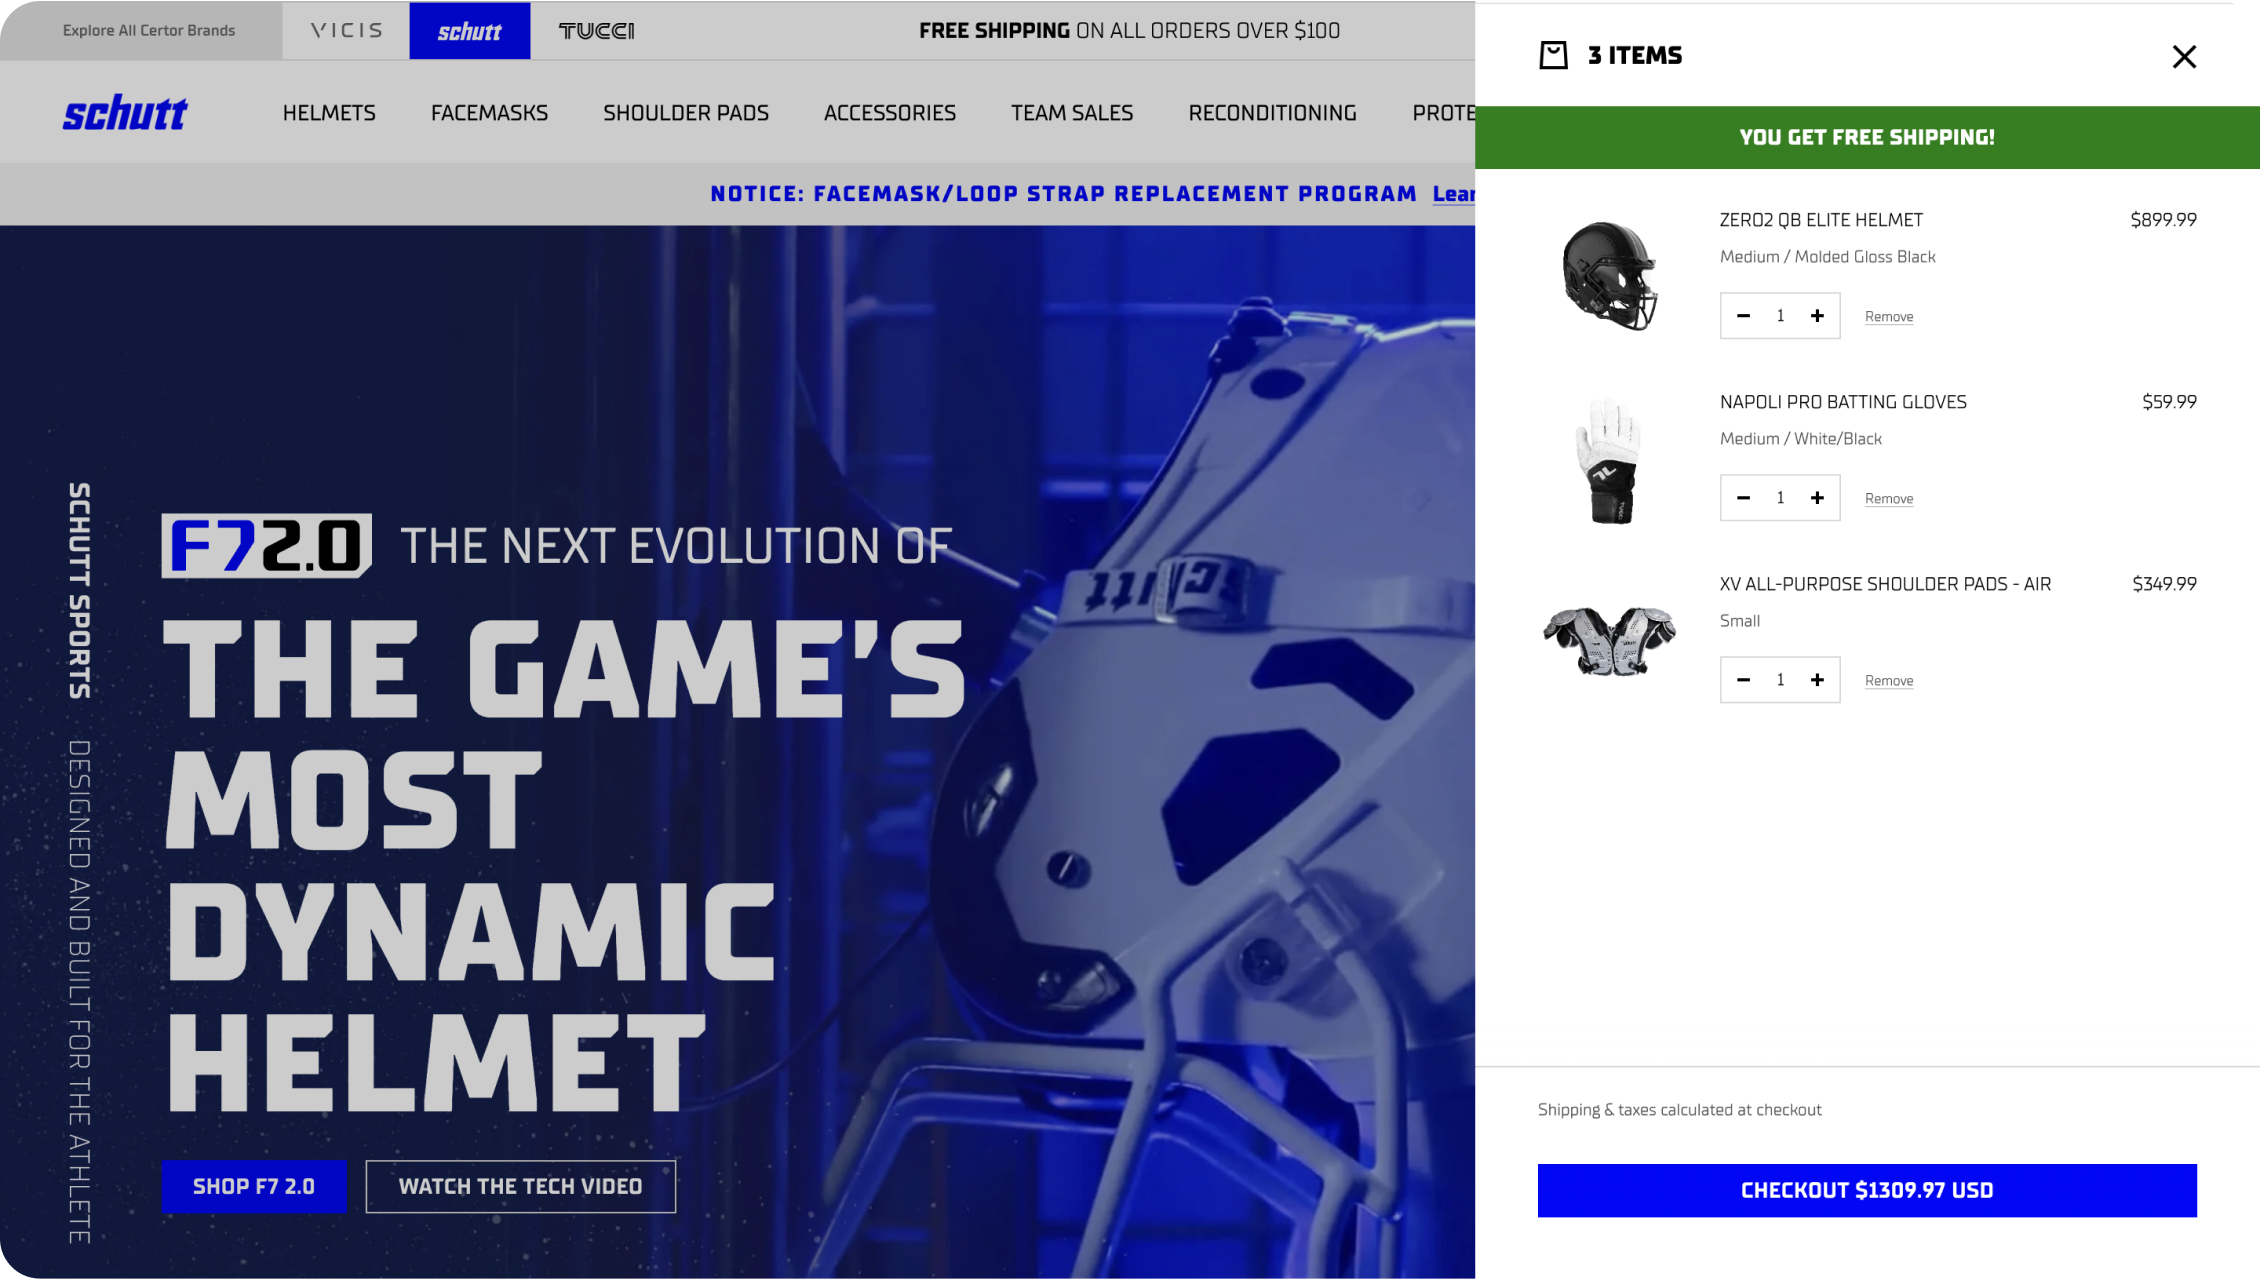 Explore All Certor Brands
VICIS
schutt
TUCCI
FREE SHIPPING ON ALL ORDERS OVER $100
schutt
HELMETS
FACEMASKS
SHOULDER PADS
ACCESSORIES
TEAM SALES
RECONDITIONING
PROTE
NOTICE: FACEMASK/LOOP STRAP REPLACEMENT PROGRAM Lear
SCHUTT SPORTS DESIGNED AND BUILT FOR THE ATHLETE
F7 2.0 THE NEXT EVOLUTION OF
THE GAME'S
MOST
DYNAMIC
HELMET
SHOP F7 2.0
WATCH THE TECH VIDEO
3 ITEMS
YOU GET FREE SHIPPING!
ZERO2 QB ELITE HELMET $899.99
Medium / Molded Gloss Black
− 1 + Remove
NAPOLI PRO BATTING GLOVES $59.99
Medium / White/Black
− 1 + Remove
XV ALL-PURPOSE SHOULDER PADS - AIR $349.99
Small
− 1 + Remove
Shipping & taxes calculated at checkout
CHECKOUT $1309.97 USD